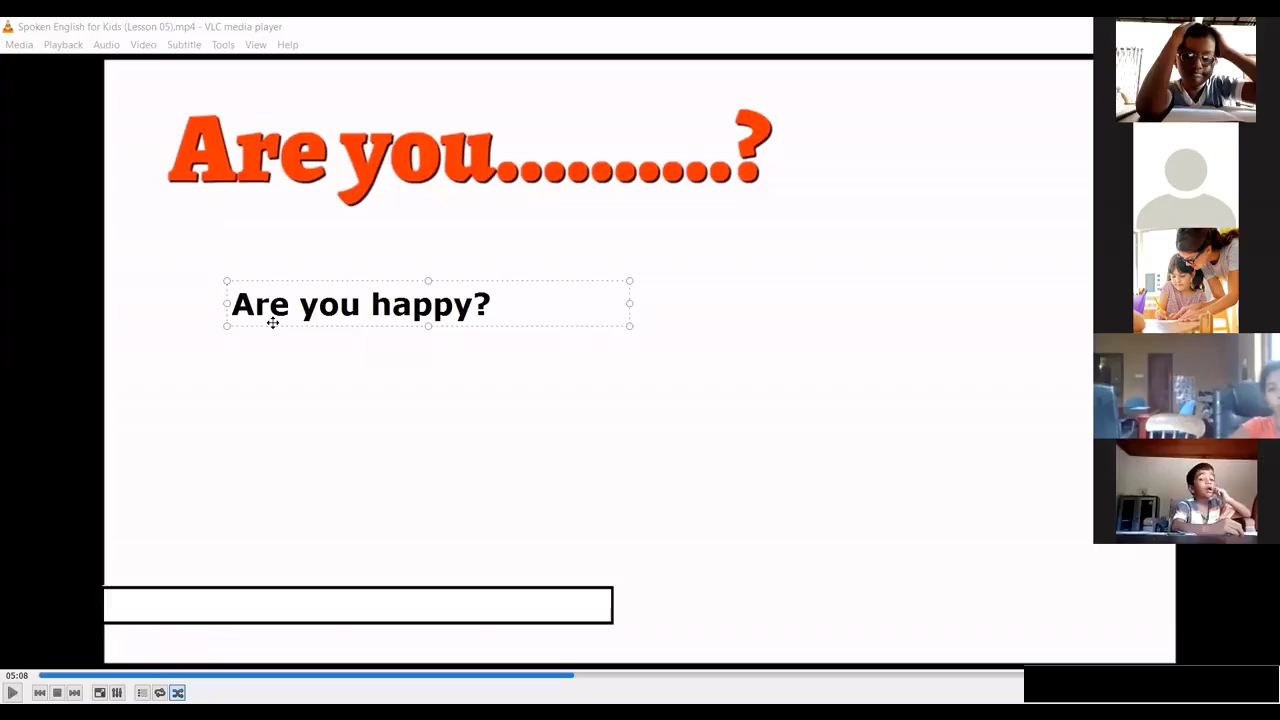 Spoken English for Kids (Lesson 05).mp4 - VLC media player
Media Playback Audio Video Subtitle Tools View Help
Are you..........?
Are you happy?
05:08